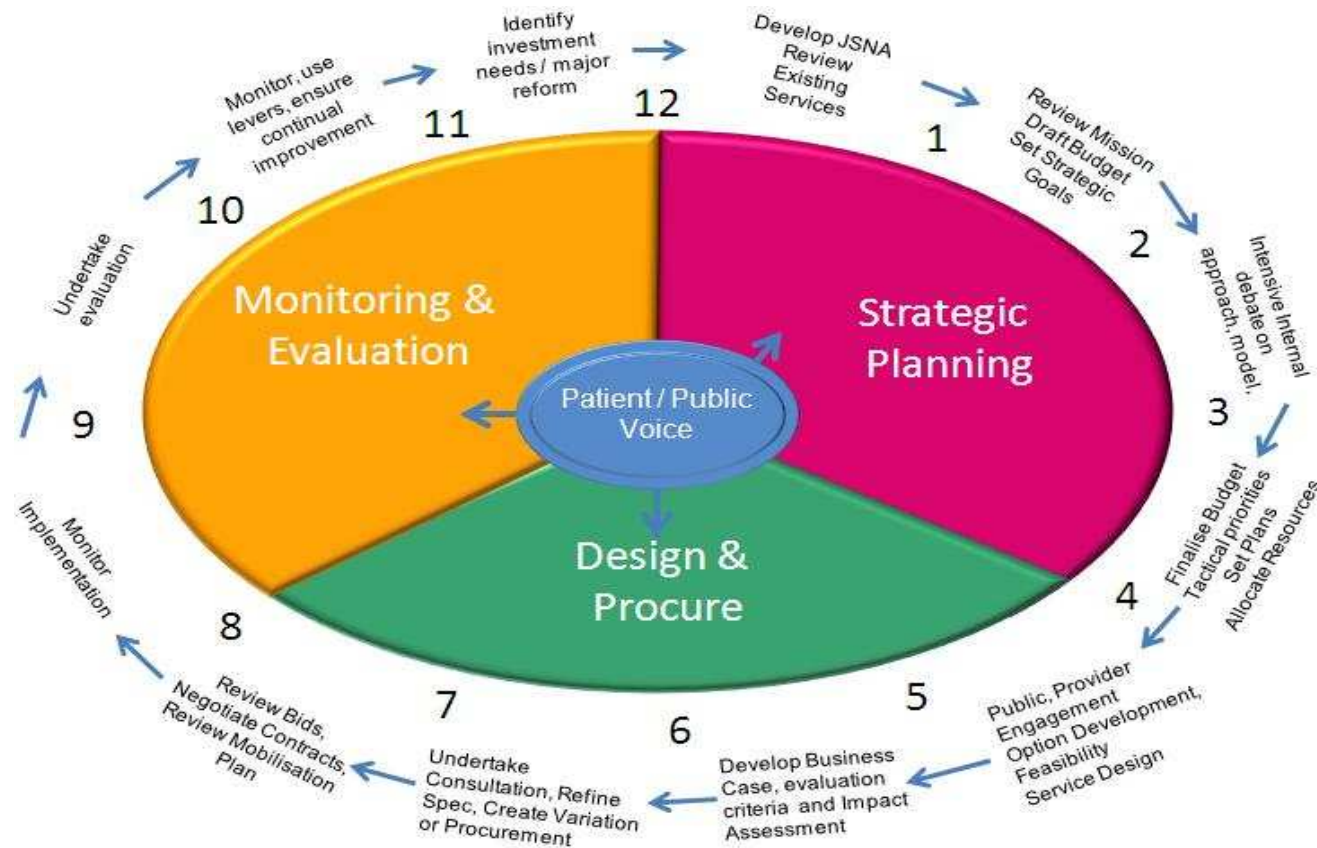 Identify
investment
needs / major
reform
12
Develop JSNA
Review
Existing
Services
1
Review Mission
Draft Budget
Set Strategic
Goals
2
Intensive Internal
debate on
approach, model,
3
Finalise Budget
Tactical priorities
Set Plans
Allocate Resources
4
Public, Provider
Engagement
Option Development,
Feasibility
Service Design
5
Develop Business
Case, evaluation
criteria and Impact
Assessment
6
Undertake
Consultation, Refine
Spec, Create Variation
or Procurement
7
Review Bids,
Negotiate Contracts,
Review Mobilisation
Plan
8
Monitor
Implementation
9
Undertake
evaluation
10
Monitor, use
levers, ensure
continual
improvement
11
Monitoring &
Evaluation
Strategic
Planning
Patient / Public
Voice
Design &
Procure